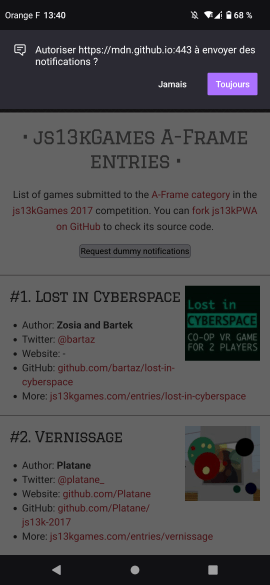 Orange F 13:40
68 %
Autoriser https://mdn.github.io:443 à envoyer des
notifications ?
Jamais
Toujours
• js13kGames A-Frame
entries •
List of games submitted to the A-Frame category in the
js13kGames 2017 competition. You can fork js13kPWA
on GitHub to check its source code.
Request dummy notifications
#1. Lost in Cyberspace
• Author: Zosia and Bartek
• Twitter: @bartaz
• Website: -
• GitHub: github.com/bartaz/lost-in-
cyberspace
• More: js13kgames.com/entries/lost-in-cyberspace
Lost in
CYBERSPACE
CO-OP VR GAME
FOR 2 PLAYERS
#2. Vernissage
• Author: Platane
• Twitter: @platane_
• Website: github.com/Platane
• GitHub: github.com/Platane/
js13k-2017
• More: js13kgames.com/entries/vernissage